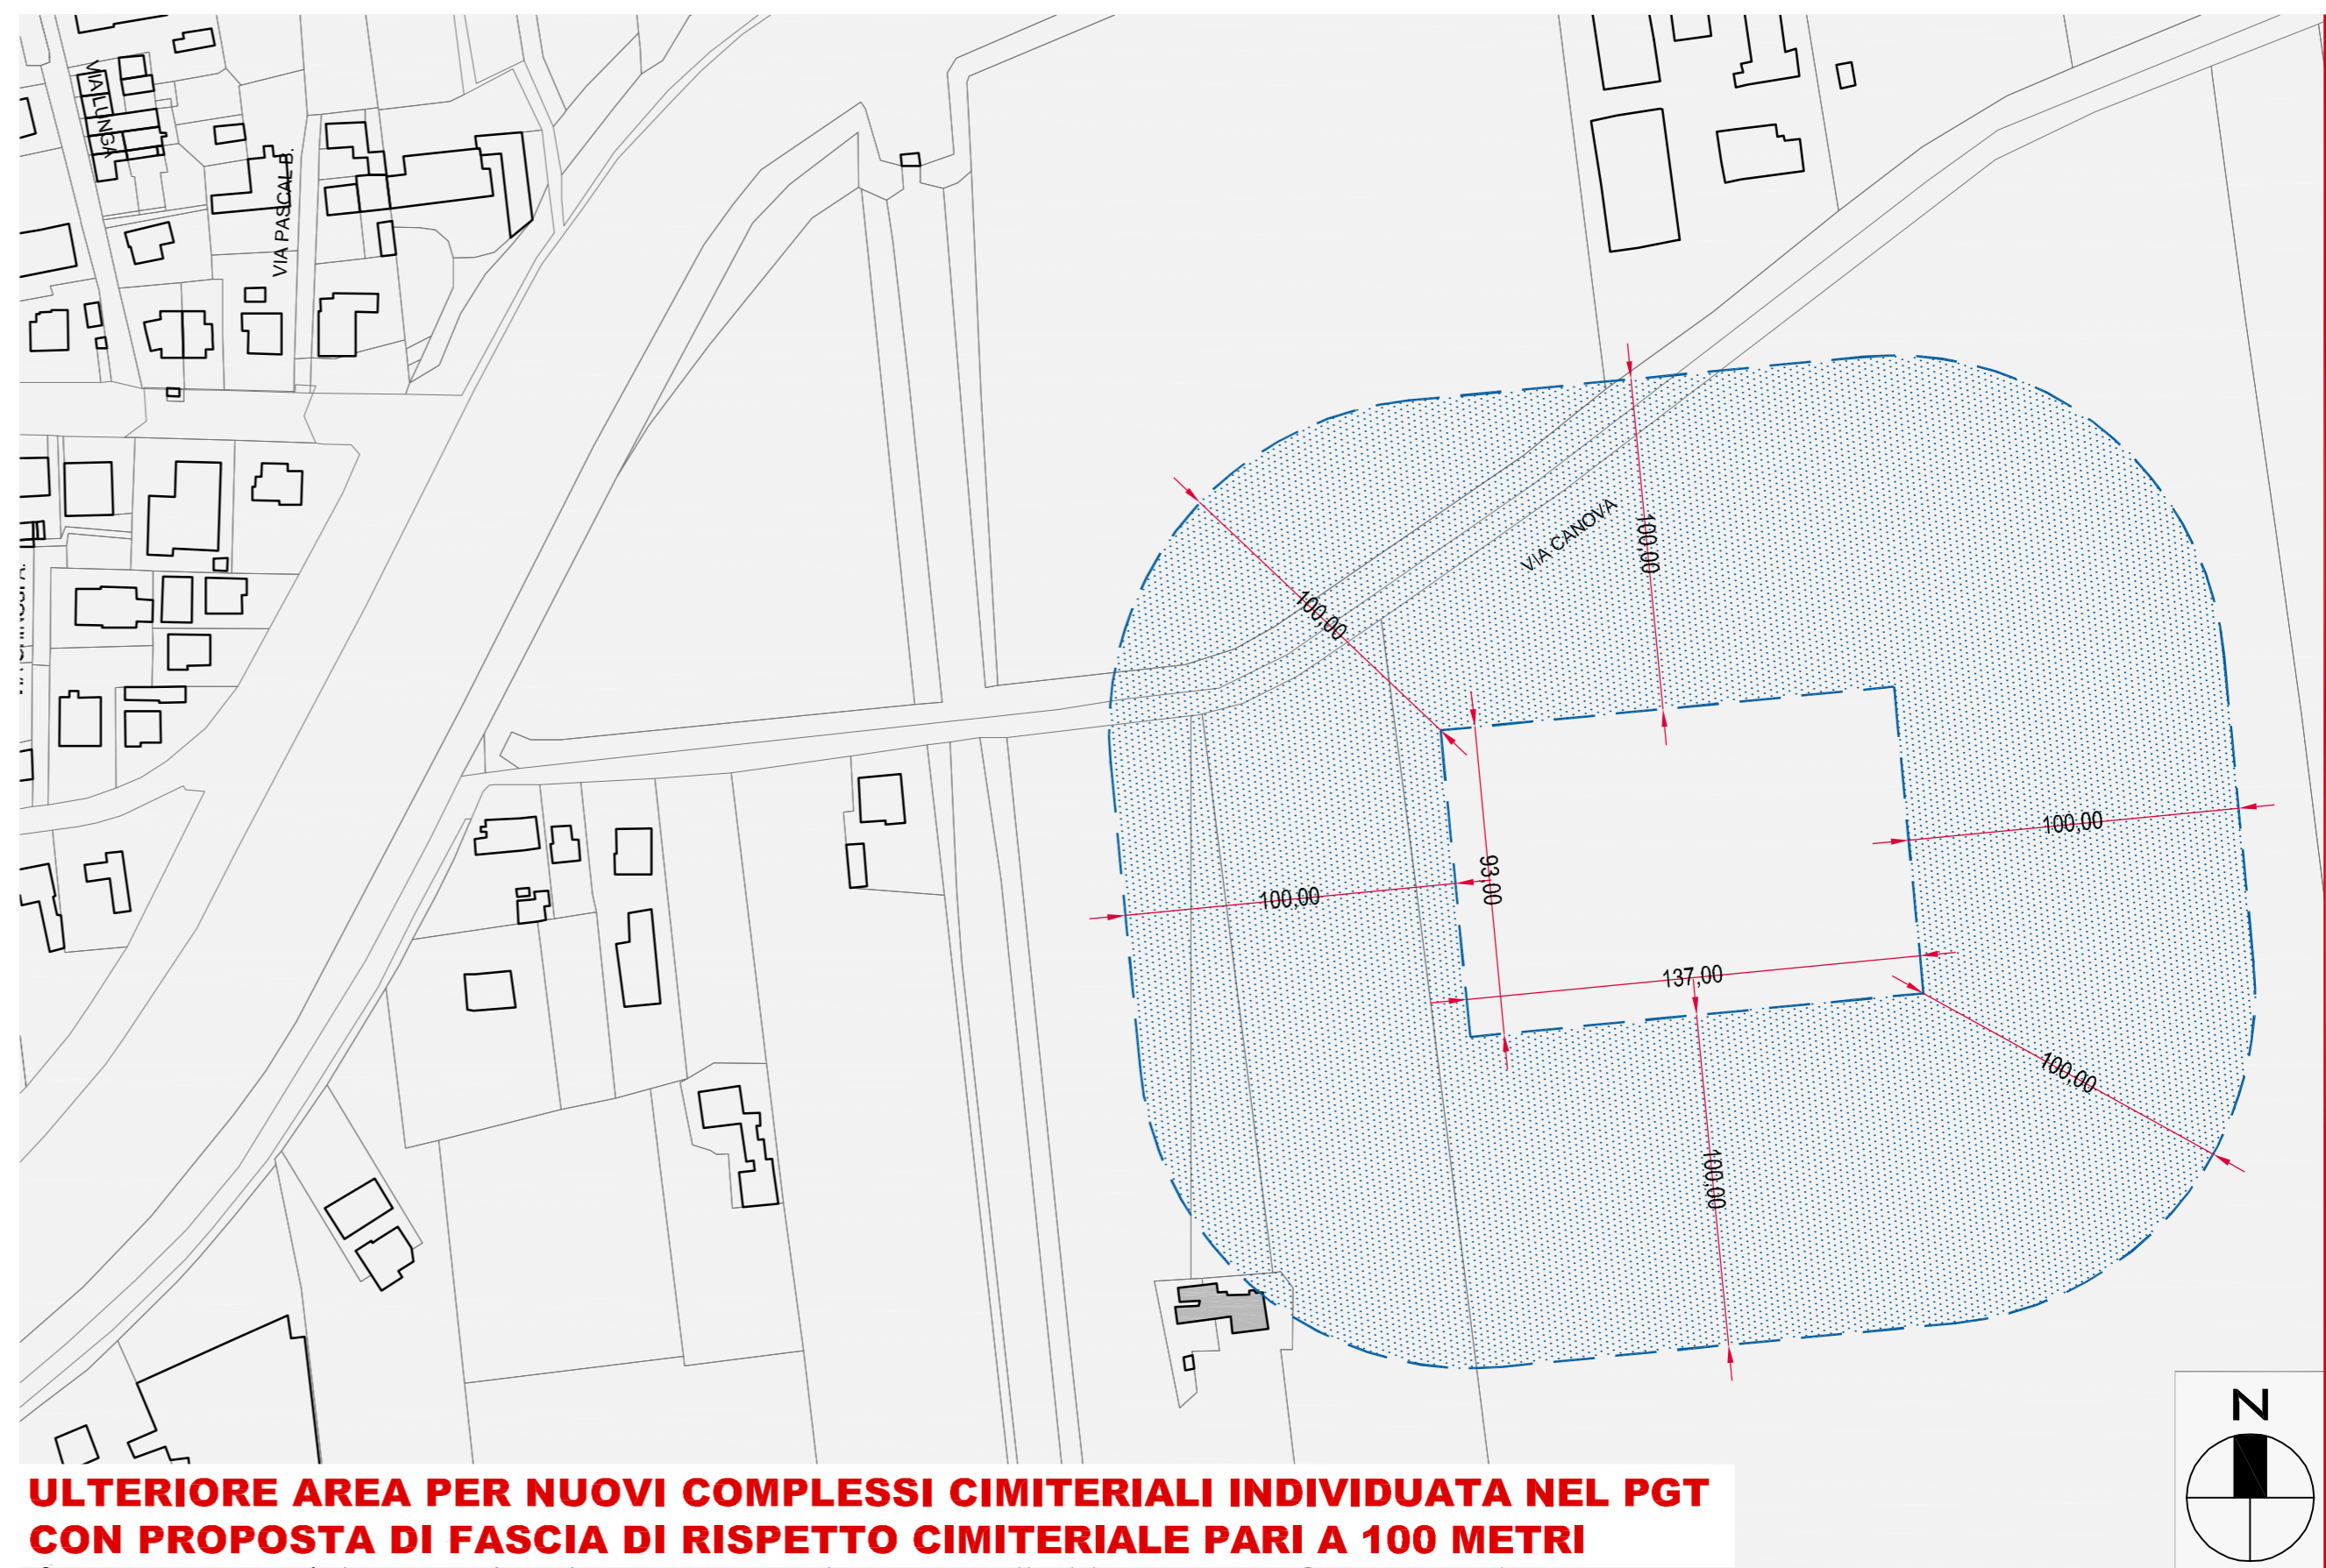 VIA LUNGA
VIA PASCAL B.
VIA CANOVA
100,00
100,00
100,00
100,00
93,00
137,00
100,00
100,00
N
ULTERIORE AREA PER NUOVI COMPLESSI CIMITERIALI INDIVIDUATA NEL PGT
CON PROPOSTA DI FASCIA DI RISPETTO CIMITERIALE PARI A 100 METRI